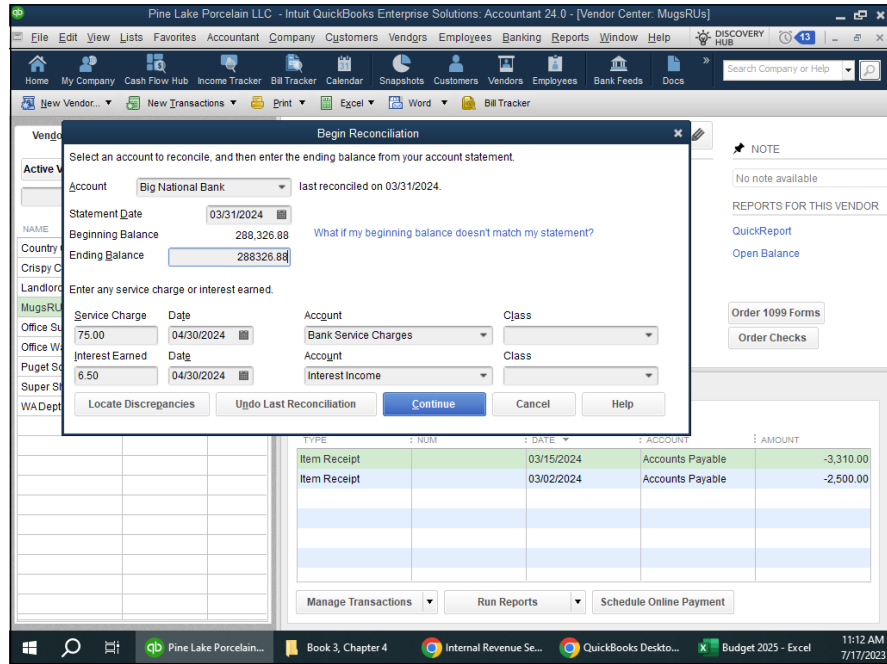 qb
Pine Lake Porcelain LLC - Intuit QuickBooks Enterprise Solutions: Accountant 24.0 - [Vendor Center: MugsRUs]
File Edit View Lists Favorites Accountant Company Customers Vendors Employees Banking Reports Window Help DISCOVERY HUB 13
Home My Company Cash Flow Hub Income Tracker Bill Tracker Calendar Snapshots Customers Vendors Employees Bank Feeds Docs » Search Company or Help
New Vendor... New Transactions Print Excel Word Bill Tracker
Vendo
Active V
NAME
Country
Crispy C
Landlord
MugsRU
Office Su
Office Wa
Puget So
Super Sh
WA Dept
Begin Reconciliation
Select an account to reconcile, and then enter the ending balance from your account statement.
Account Big National Bank last reconciled on 03/31/2024.
Statement Date 03/31/2024
Beginning Balance 288,326.88 What if my beginning balance doesn't match my statement?
Ending Balance 288326.88
Enter any service charge or interest earned.
Service Charge Date Account Class
75.00 04/30/2024 Bank Service Charges
Interest Earned Date Account Class
6.50 04/30/2024 Interest Income
Locate Discrepancies Undo Last Reconciliation Continue Cancel Help
NOTE
No note available
REPORTS FOR THIS VENDOR
QuickReport
Open Balance
Order 1099 Forms
Order Checks
TYPE NUM DATE ACCOUNT AMOUNT
Item Receipt 03/15/2024 Accounts Payable -3,310.00
Item Receipt 03/02/2024 Accounts Payable -2,500.00
Manage Transactions Run Reports Schedule Online Payment
qb Pine Lake Porcelain... Book 3, Chapter 4 Internal Revenue Se... QuickBooks Deskto... Budget 2025 - Excel 11:12 AM
7/17/2023